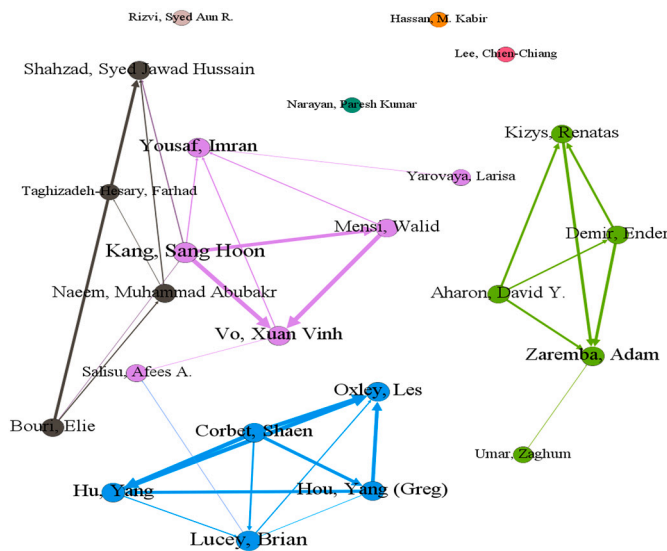 Rizvi, Syed Aun R.
Hassan, M. Kabir
Lee, Chien-Chiang
Shahzad, Syed Jawad Hussain
Narayan, Paresh Kumar
Kizys, Renatas
Yousaf, Imran
Yarovaya, Larisa
Taghizadeh-Hesary, Farhad
Mensi, Walid
Demir, Ender
Kang, Sang Hoon
Naeem, Muhammad Abubakr
Aharon, David Y.
Vo, Xuan Vinh
Zaremba, Adam
Salisu, Afees A.
Oxley, Les
Bouri, Elie
Corbet, Shaen
Umar, Zaghum
Hu, Yang
Hou, Yang (Greg)
Lucey, Brian